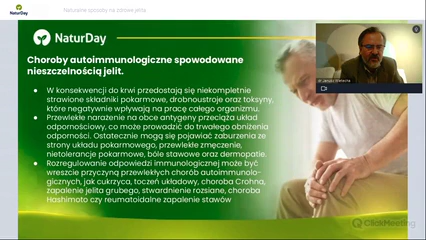 NaturDay
Naturalne sposoby na zdrowe jelita.
NaturDay
Choroby autoimmunologiczne spowodowane
nieszczelnością jelit.
● W konsekwencji do krwi przedostają się niekompletnie
strawione składniki pokarmowe, drobnoustroje oraz toksyny,
które negatywnie wpływają na pracę całego organizmu.
● Przewlekłe narażenie na obce antygeny przeciąża układ
odpornościowy, co może prowadzić do trwałego obniżenia
odporności. Ostatecznie mogą się pojawiać zaburzenia ze
strony układu pokarmowego, przewlekłe zmęczenie,
nietolerancje pokarmowe, bóle stawowe oraz dermopatie.
● Rozregulowanie odpowiedzi immunologicznej może być
wreszcie przyczyną przewlekłych chorób autoimmunolo-
gicznych, jak cukrzyca, toczeń układowy, choroba Crohna,
zapalenie jelita grubego, stwardnienie rozsiane, choroba
Hashimoto czy reumatoidalne zapalenie stawów
ClickMeeting